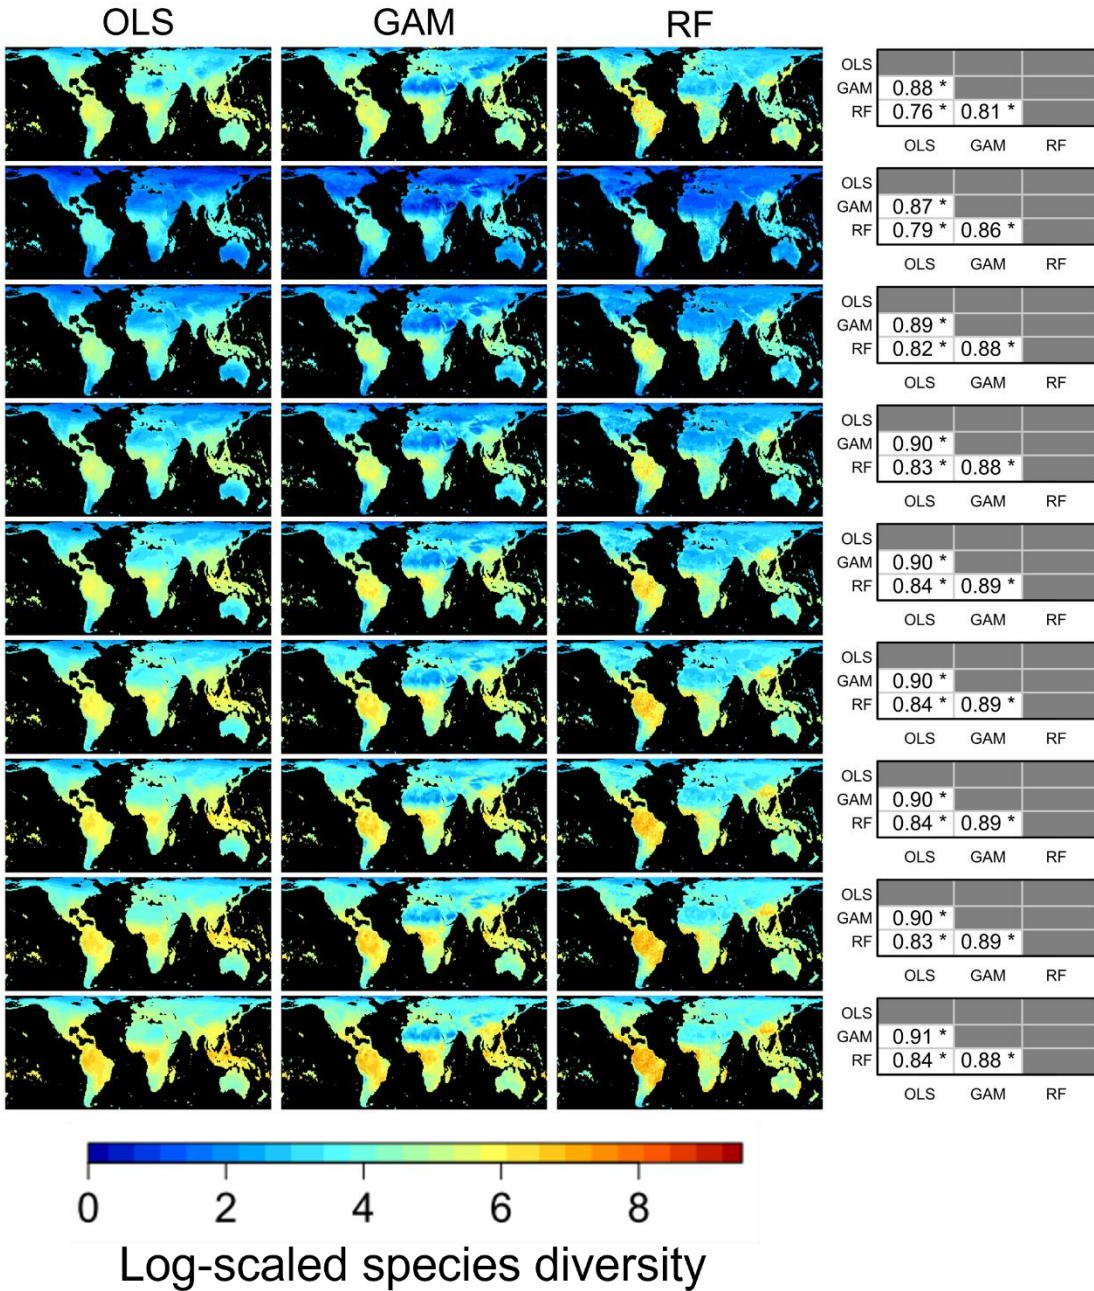 OLS GAM RF
OLS
GAM 0.88 *
RF 0.76 * 0.81 *
OLS GAM RF
OLS
GAM 0.87 *
RF 0.79 * 0.86 *
OLS GAM RF
OLS
GAM 0.89 *
RF 0.82 * 0.88 *
OLS GAM RF
OLS
GAM 0.90 *
RF 0.83 * 0.88 *
OLS GAM RF
OLS
GAM 0.90 *
RF 0.84 * 0.89 *
OLS GAM RF
OLS
GAM 0.90 *
RF 0.84 * 0.89 *
OLS GAM RF
OLS
GAM 0.90 *
RF 0.84 * 0.89 *
OLS GAM RF
OLS
GAM 0.90 *
RF 0.83 * 0.89 *
OLS GAM RF
OLS
GAM 0.91 *
RF 0.84 * 0.88 *
OLS GAM RF
0 2 4 6 8
Log-scaled species diversity